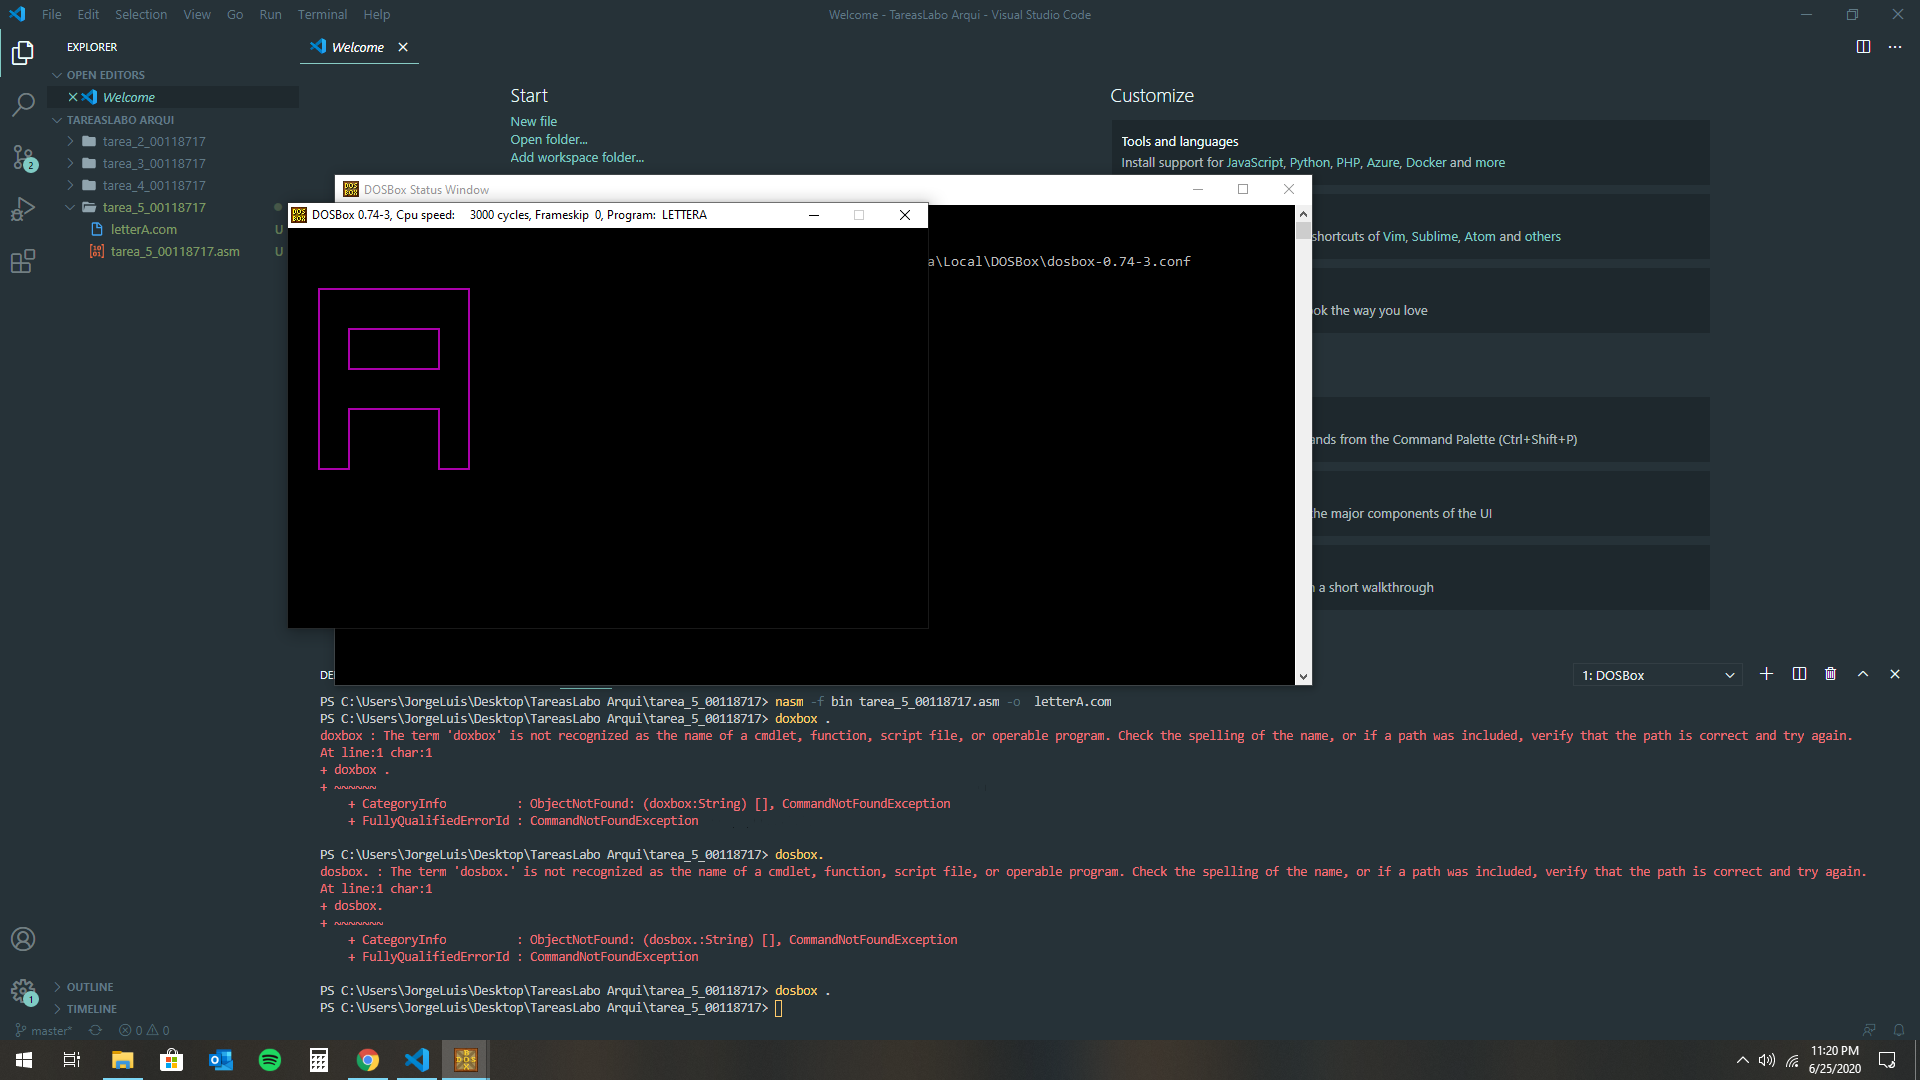 File Edit Selection View Go Run Terminal Help
Welcome - TareasLabo Arqui - Visual Studio Code
EXPLORER
Welcome
OPEN EDITORS
Welcome
TAREASLABO ARQUI
tarea_2_00118717
tarea_3_00118717
tarea_4_00118717
tarea_5_00118717
letterA.com U
tarea_5_00118717.asm U
2
Start
New file
Open folder...
Add workspace folder...
Customize
Tools and languages
Install support for JavaScript, Python, PHP, Azure, Docker and more
shortcuts of Vim, Sublime, Atom and others
ok the way you love
ands from the Command Palette (Ctrl+Shift+P)
the major components of the UI
a short walkthrough
DOSBox Status Window
DOSBox 0.74-3, Cpu speed: 3000 cycles, Frameskip 0, Program: LETTERA
a\Local\DOSBox\dosbox-0.74-3.conf
A
DE
1: DOSBox
PS C:\Users\JorgeLuis\Desktop\TareasLabo Arqui\tarea_5_00118717> nasm -f bin tarea_5_00118717.asm -o  letterA.com
PS C:\Users\JorgeLuis\Desktop\TareasLabo Arqui\tarea_5_00118717> doxbox .
doxbox : The term 'doxbox' is not recognized as the name of a cmdlet, function, script file, or operable program. Check the spelling of the name, or if a path was included, verify that the path is correct and try again.
At line:1 char:1
+ doxbox .
+ ~~~~~~
+ CategoryInfo          : ObjectNotFound: (doxbox:String) [], CommandNotFoundException
+ FullyQualifiedErrorId : CommandNotFoundException
PS C:\Users\JorgeLuis\Desktop\TareasLabo Arqui\tarea_5_00118717> dosbox.
dosbox. : The term 'dosbox.' is not recognized as the name of a cmdlet, function, script file, or operable program. Check the spelling of the name, or if a path was included, verify that the path is correct and try again.
At line:1 char:1
+ dosbox.
+ ~~~~~~~
+ CategoryInfo          : ObjectNotFound: (dosbox.:String) [], CommandNotFoundException
+ FullyQualifiedErrorId : CommandNotFoundException
PS C:\Users\JorgeLuis\Desktop\TareasLabo Arqui\tarea_5_00118717> dosbox .
PS C:\Users\JorgeLuis\Desktop\TareasLabo Arqui\tarea_5_00118717>
1
OUTLINE
TIMELINE
master* 0 0
11:20 PM
6/25/2020